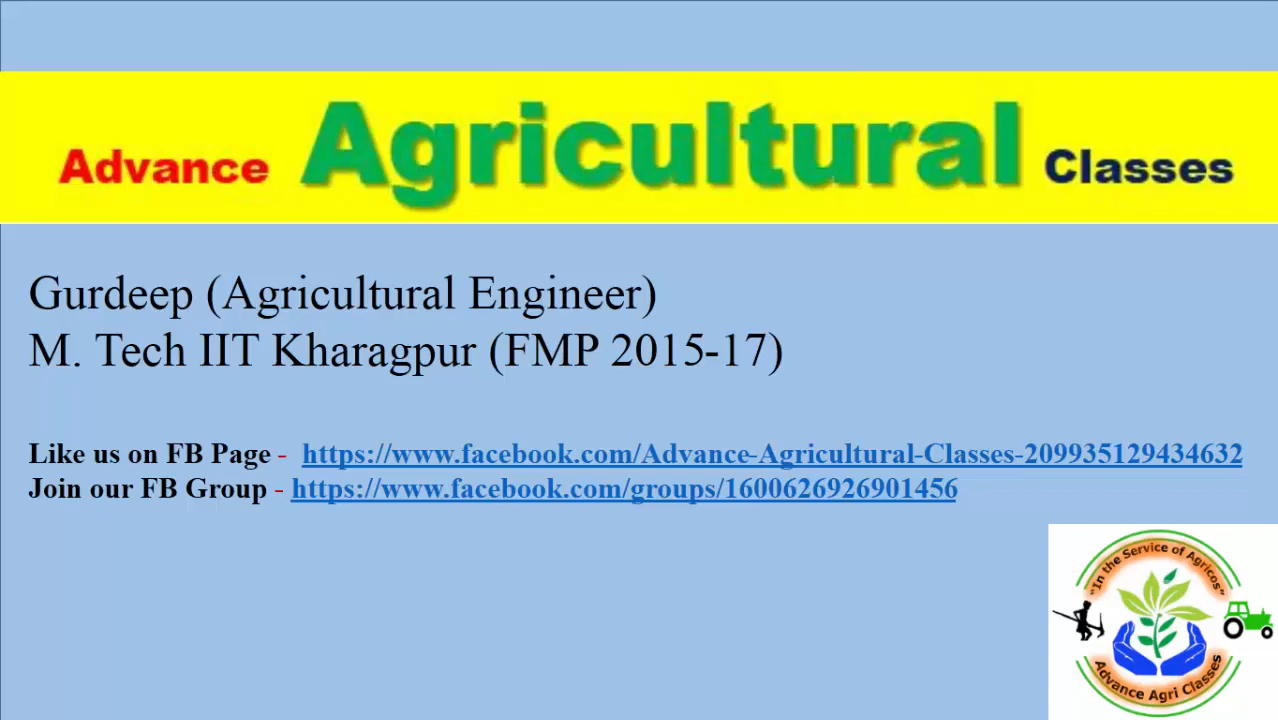 Advance Agricultural Classes
Gurdeep (Agricultural Engineer)
M. Tech IIT Kharagpur (FMP 2015-17)
Like us on FB Page - https://www.facebook.com/Advance-Agricultural-Classes-209935129434632
Join our FB Group - https://www.facebook.com/groups/1600626926901456
"In the Service of Agricos"
Advance Agri Classes